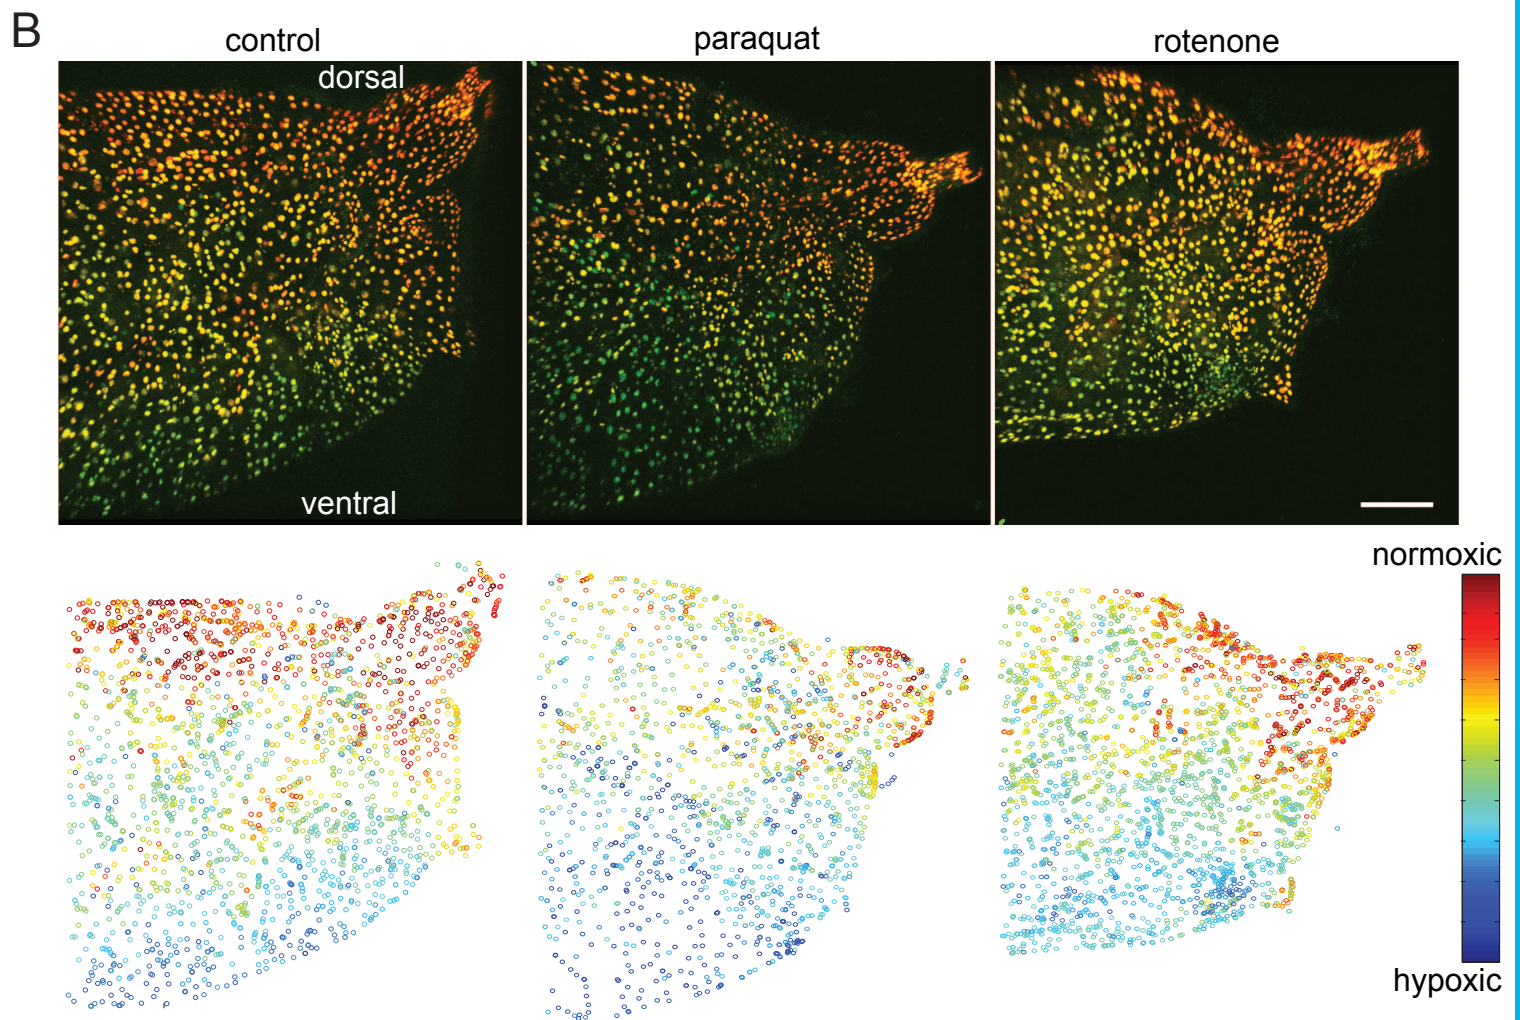 B
control
paraquat
rotenone
dorsal
ventral
normoxic
hypoxic